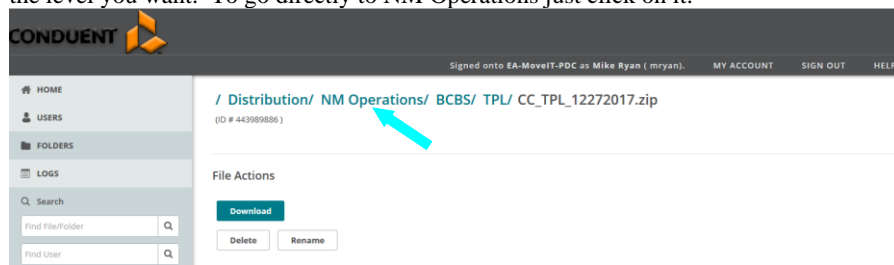 the level you want. To go directly to NM Operations just click on it.
CONDUENT
Signed onto EA-MoveIT-PDC as Mike Ryan ( mryan). MY ACCOUNT SIGN OUT HELP
HOME
USERS
FOLDERS
LOGS
Search
Find File/Folder
Find User
/ Distribution/ NM Operations/ BCBS/ TPL/ CC_TPL_12272017.zip
(ID # 443989886 )
File Actions
Download
Delete Rename